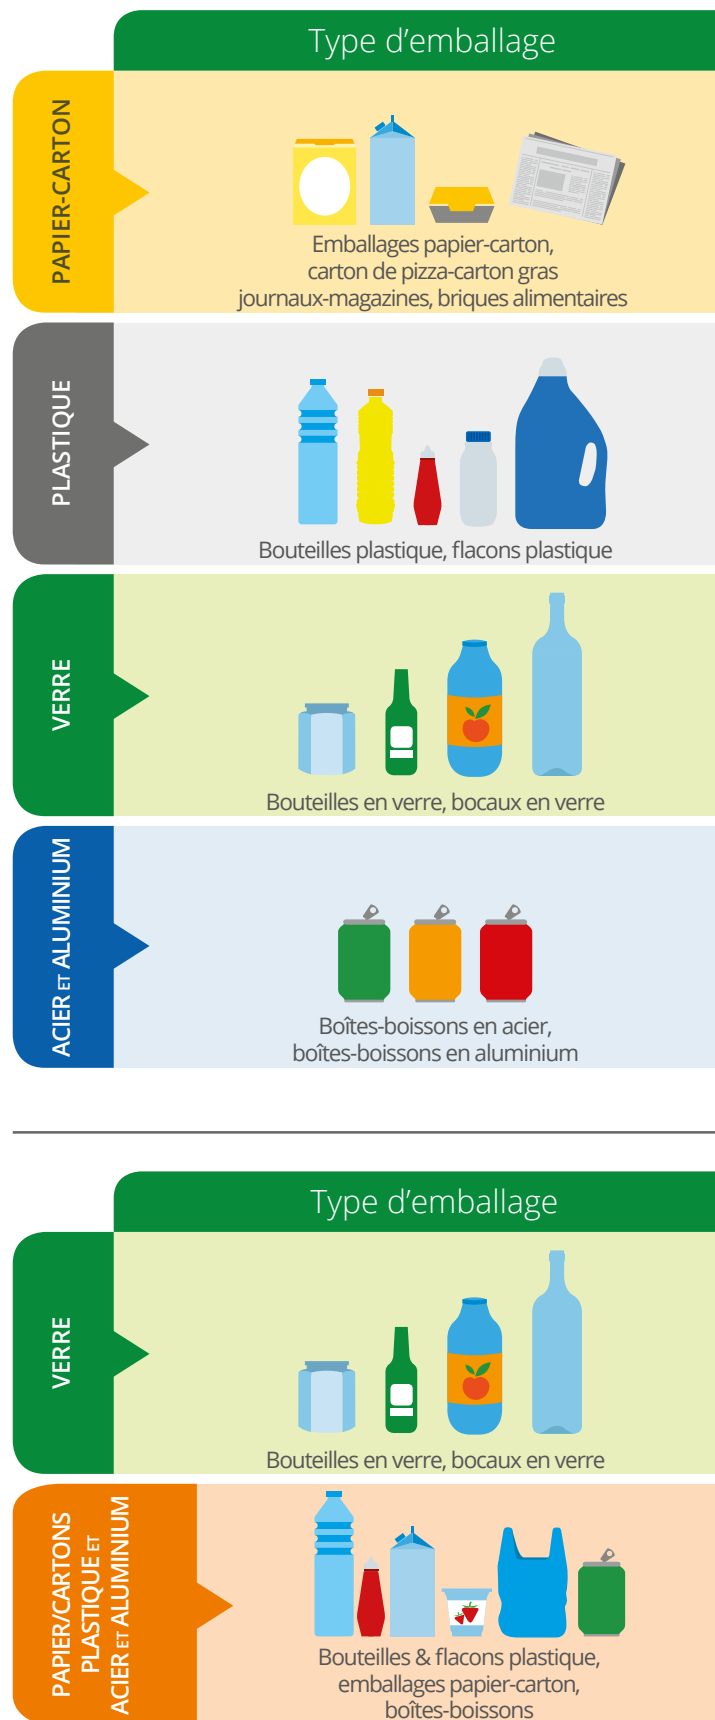 Type d'emballage
PAPIER-CARTON
Emballages papier-carton,
carton de pizza-carton gras
journaux-magazines, briques alimentaires
PLASTIQUE
Bouteilles plastique, flacons plastique
VERRE
Bouteilles en verre, bocaux en verre
ACIER ET ALUMINIUM
Boîtes-boissons en acier,
boîtes-boissons en aluminium
Type d'emballage
VERRE
Bouteilles en verre, bocaux en verre
PAPIER/CARTONS
PLASTIQUE ET
ACIER ET ALUMINIUM
Bouteilles & flacons plastique,
emballages papier-carton,
boîtes-boissons